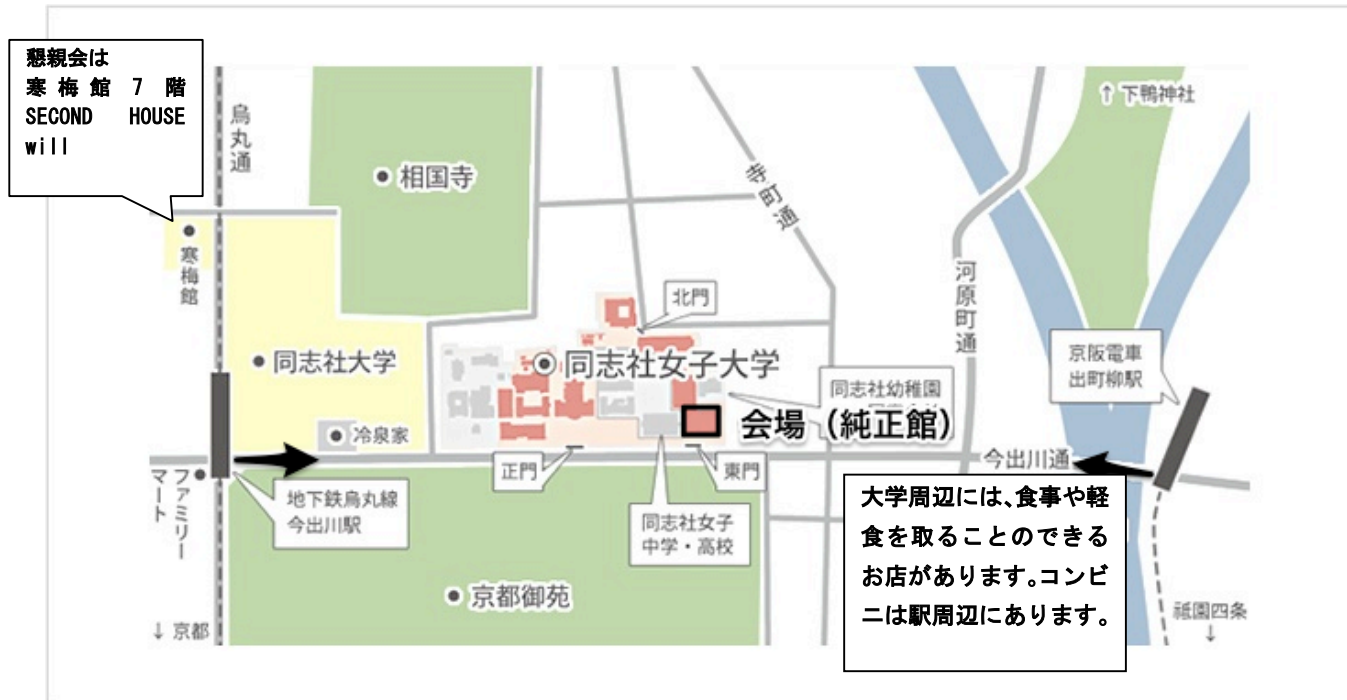 懇親会は
寒梅館 7 階
SECOND HOUSE
will
烏丸通
相国寺
寺町通
↑ 下鴨神社
寒梅館
北門
河原町通
京阪電車
出町柳駅
同志社大学
同志社女子大学
同志社幼稚園
会場（純正館）
冷泉家
正門
東門
今出川通
ファミリー
マート
地下鉄烏丸線
今出川駅
同志社女子
中学・高校
大学周辺には、食事や軽
食を取ることのできる
お店があります。コンビ
ニは駅周辺にあります。
京都御苑
↓ 京都
祇園四条
↓